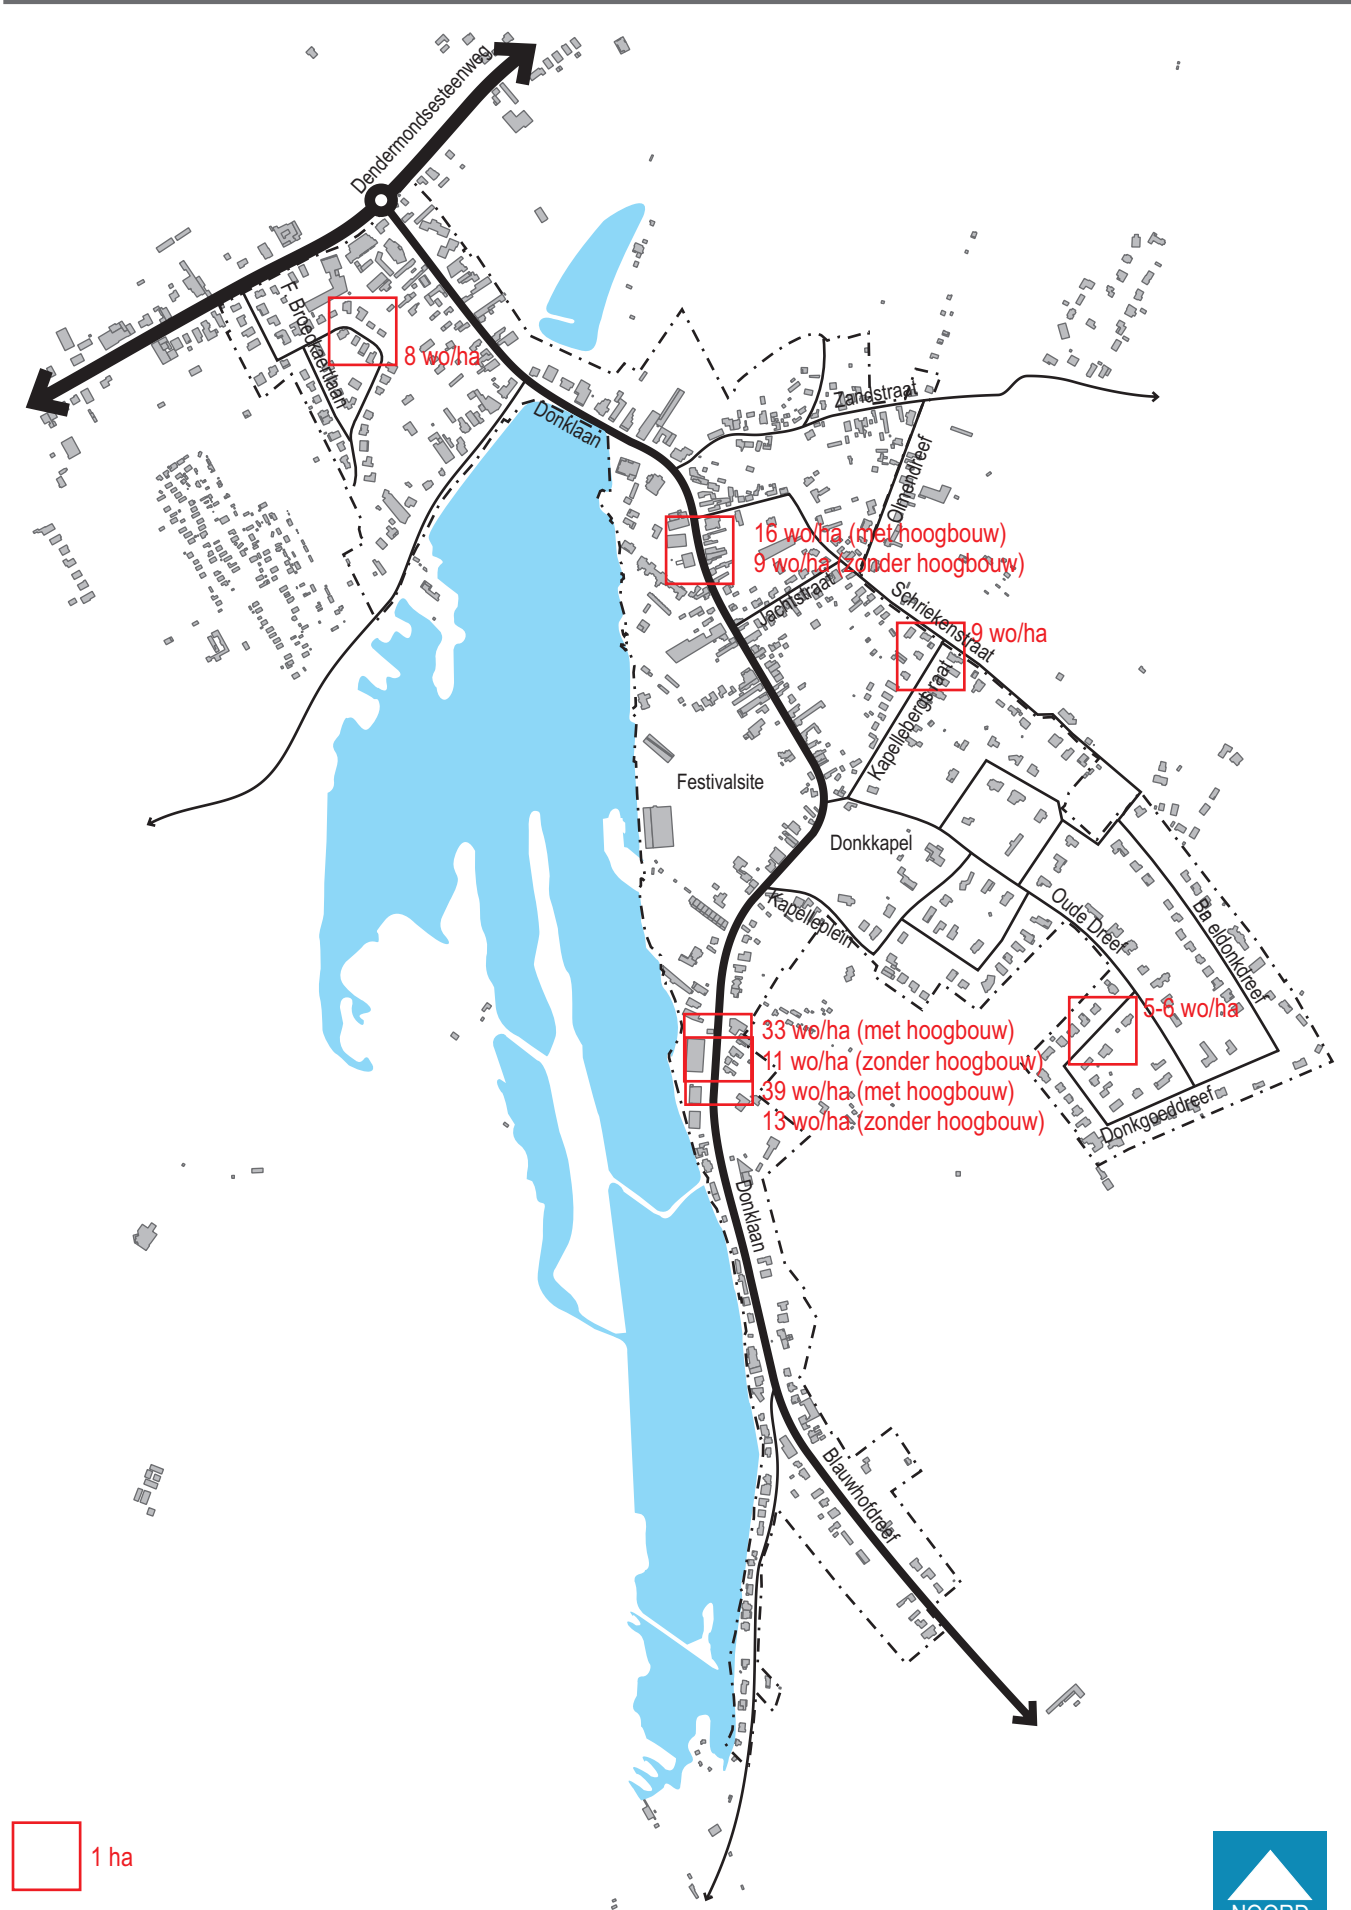 Dendermondsesteenweg
F. Broeckaertlaan
8 wo/ha
Donklaan
Zandstraat
Olmendreef
16 wo/ha (met hoogbouw)
9 wo/ha (zonder hoogbouw)
Jachtstraat
Schriekenstraat
9 wo/ha
Kapellebergstraat
Festivalsite
Donkkapel
Kapelleplein
Oude Dreef
Ba eldonkdreef
5-6 wo/ha
33 wo/ha (met hoogbouw)
11 wo/ha (zonder hoogbouw)
39 wo/ha (met hoogbouw)
13 wo/ha (zonder hoogbouw)
Donkgoeddreef
Donklaan
Blauwhofdreef
1 ha
NOORD